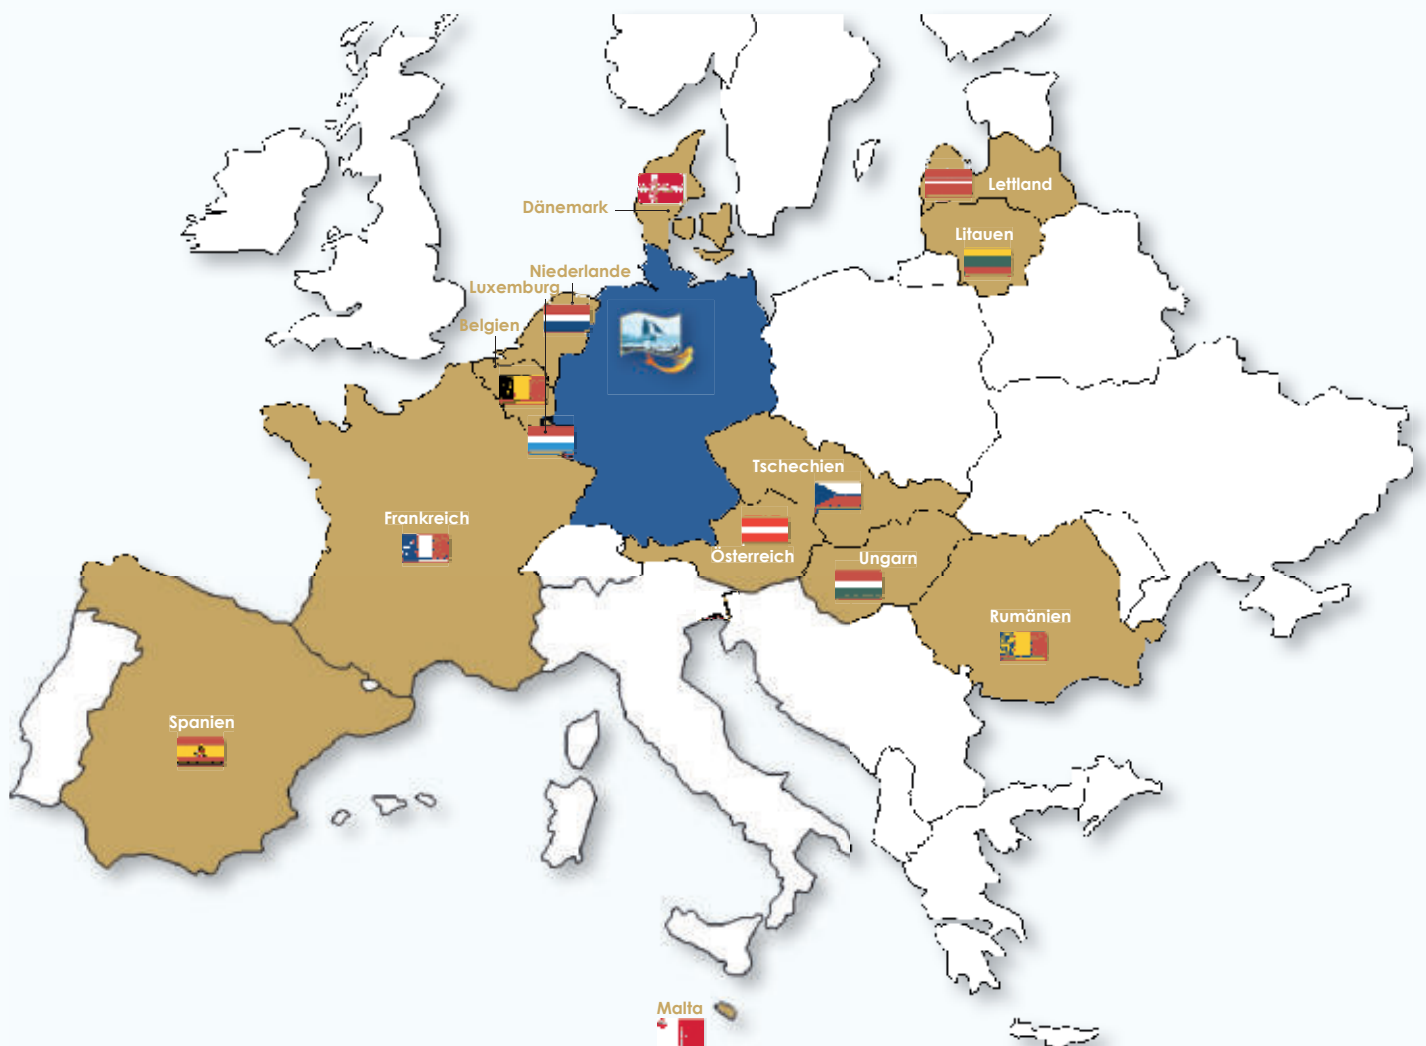 Lettland
Dänemark
Litauen
Niederlande
Luxemburg
Belgien
Tschechien
Frankreich
Österreich
Ungarn
Rumänien
Spanien
Malta